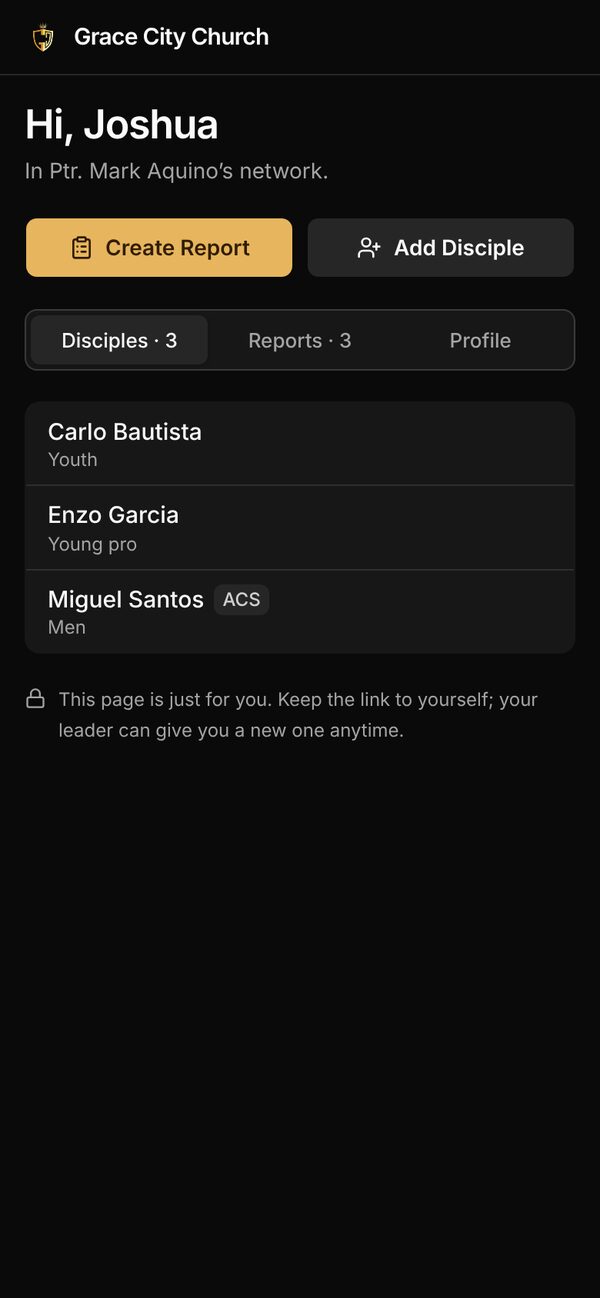 Grace City Church
Hi, Joshua
In Ptr. Mark Aquino’s network.
Create Report
Add Disciple
Disciples · 3
Reports · 3
Profile
Carlo Bautista
Youth
Enzo Garcia
Young pro
Miguel Santos ACS
Men
This page is just for you. Keep the link to yourself; your
leader can give you a new one anytime.